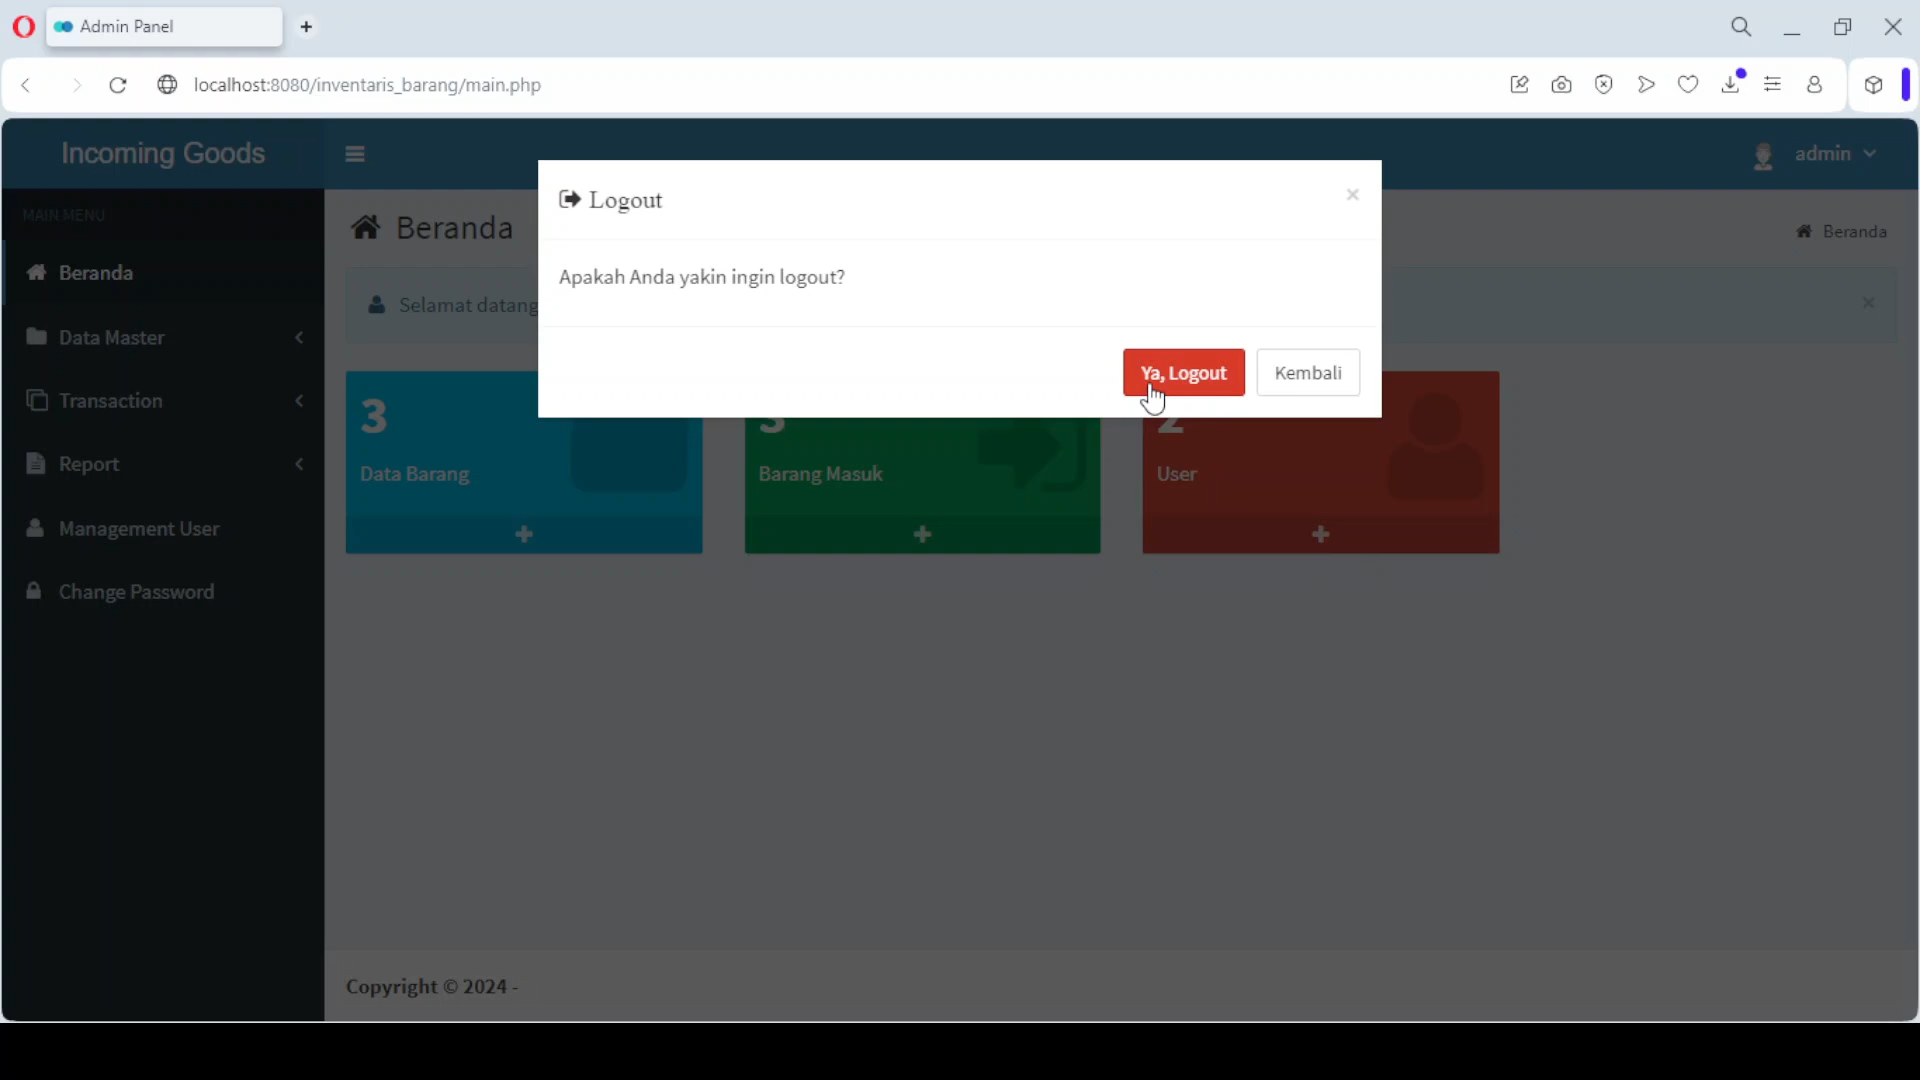 Admin Panel
localhost:8080/inventaris_barang/main.php
Incoming Goods
admin
Logout
Apakah Anda yakin ingin logout?
Ya, Logout
Kembali
MAIN MENU
Beranda
Data Master
Transaction
Report
Management User
Change Password
Beranda
Beranda
Selamat datang
3
Data Barang
3
Barang Masuk
2
User
Copyright © 2024 -